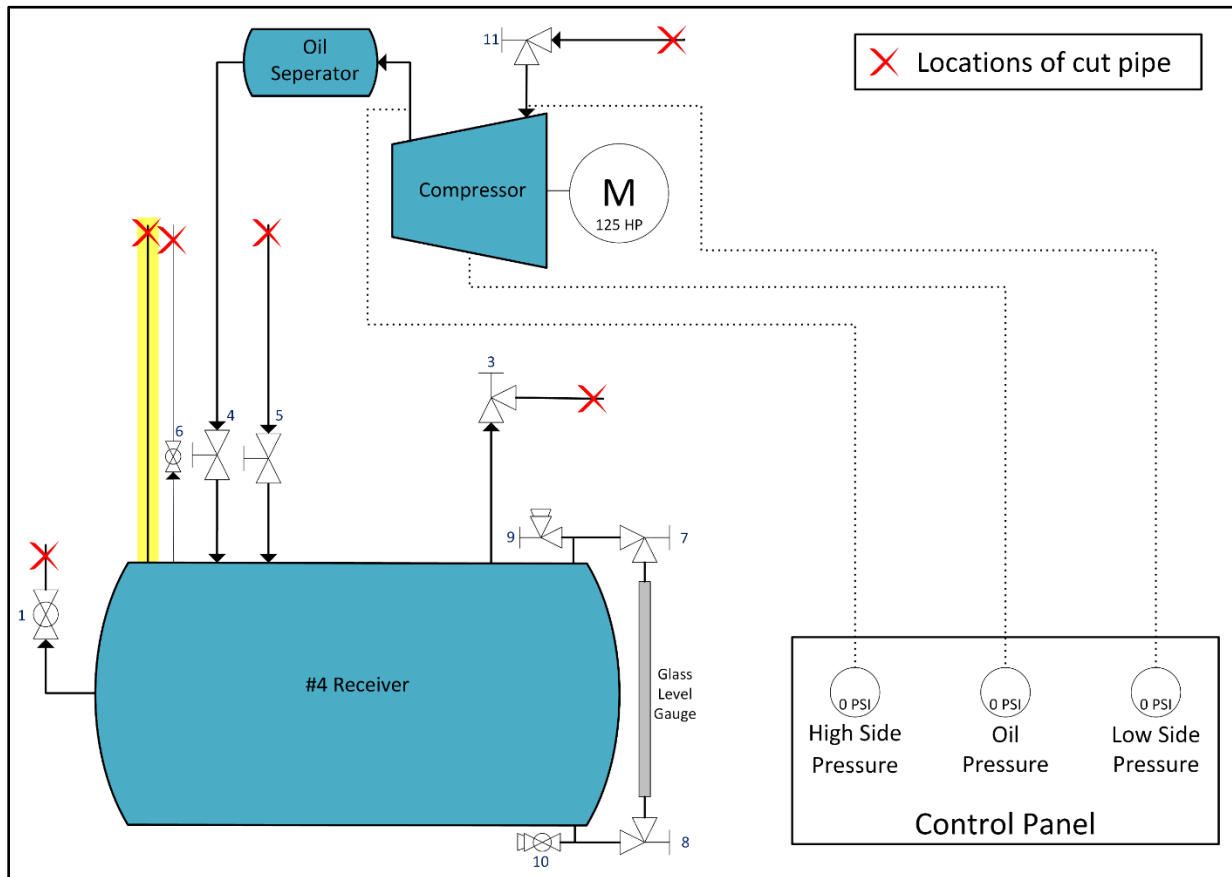 11
Oil
Seperator
Locations of cut pipe
Compressor
M
125 HP
3
4
5
6
9
7
1
#4 Receiver
Glass
Level
Gauge
0 PSI
0 PSI
0 PSI
High Side
Pressure
Oil
Pressure
Low Side
Pressure
Control Panel
10
8